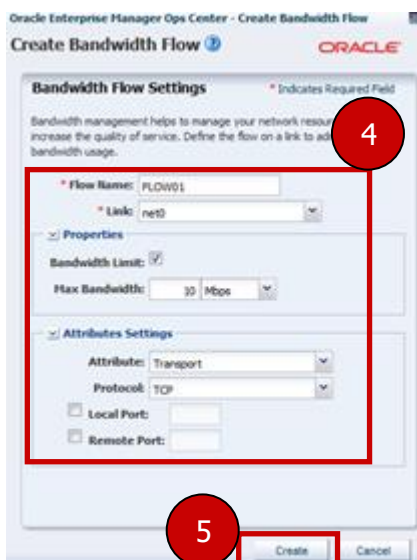 Oracle Enterprise Manager Ops Center - Create Bandwidth Flow
Create Bandwidth Flow ?
ORACLE
Bandwidth Flow Settings
* Indicates Required Field
Bandwidth management helps to manage your network
increase the quality of service. Define the flow on a link to
bandwidth usage.
4
* Flow Name: FLOW01
* Link: net0
Properties
Bandwidth Limit:
Max Bandwidth: 10 Mbps
Attributes Settings
Attribute: Transport
Protocol: TCP
Local Port:
Remote Port:
5
Create
Cancel